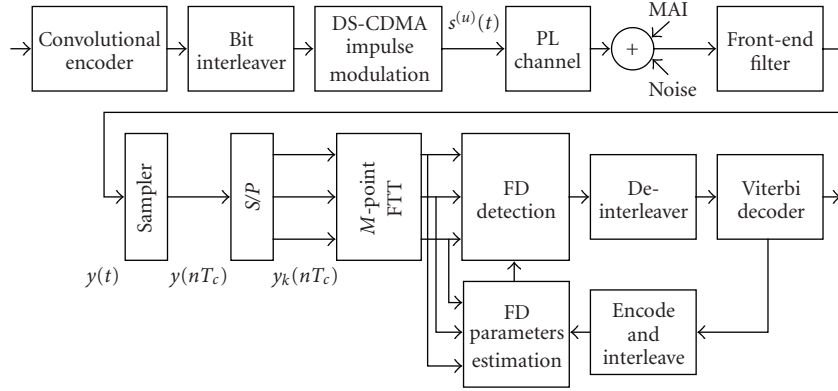 Convolutional
encoder
Bit
interleaver
DS-CDMA
impulse
modulation
s^{(u)}(t)
PL
channel
+
MAI
Noise
Front-end
filter
Sampler
S/P
M-point
FTT
FD
detection
De-
interleaver
Viterbi
decoder
y(t)
y(nT_c)
y_k(nT_c)
FD
parameters
estimation
Encode
and
interleave